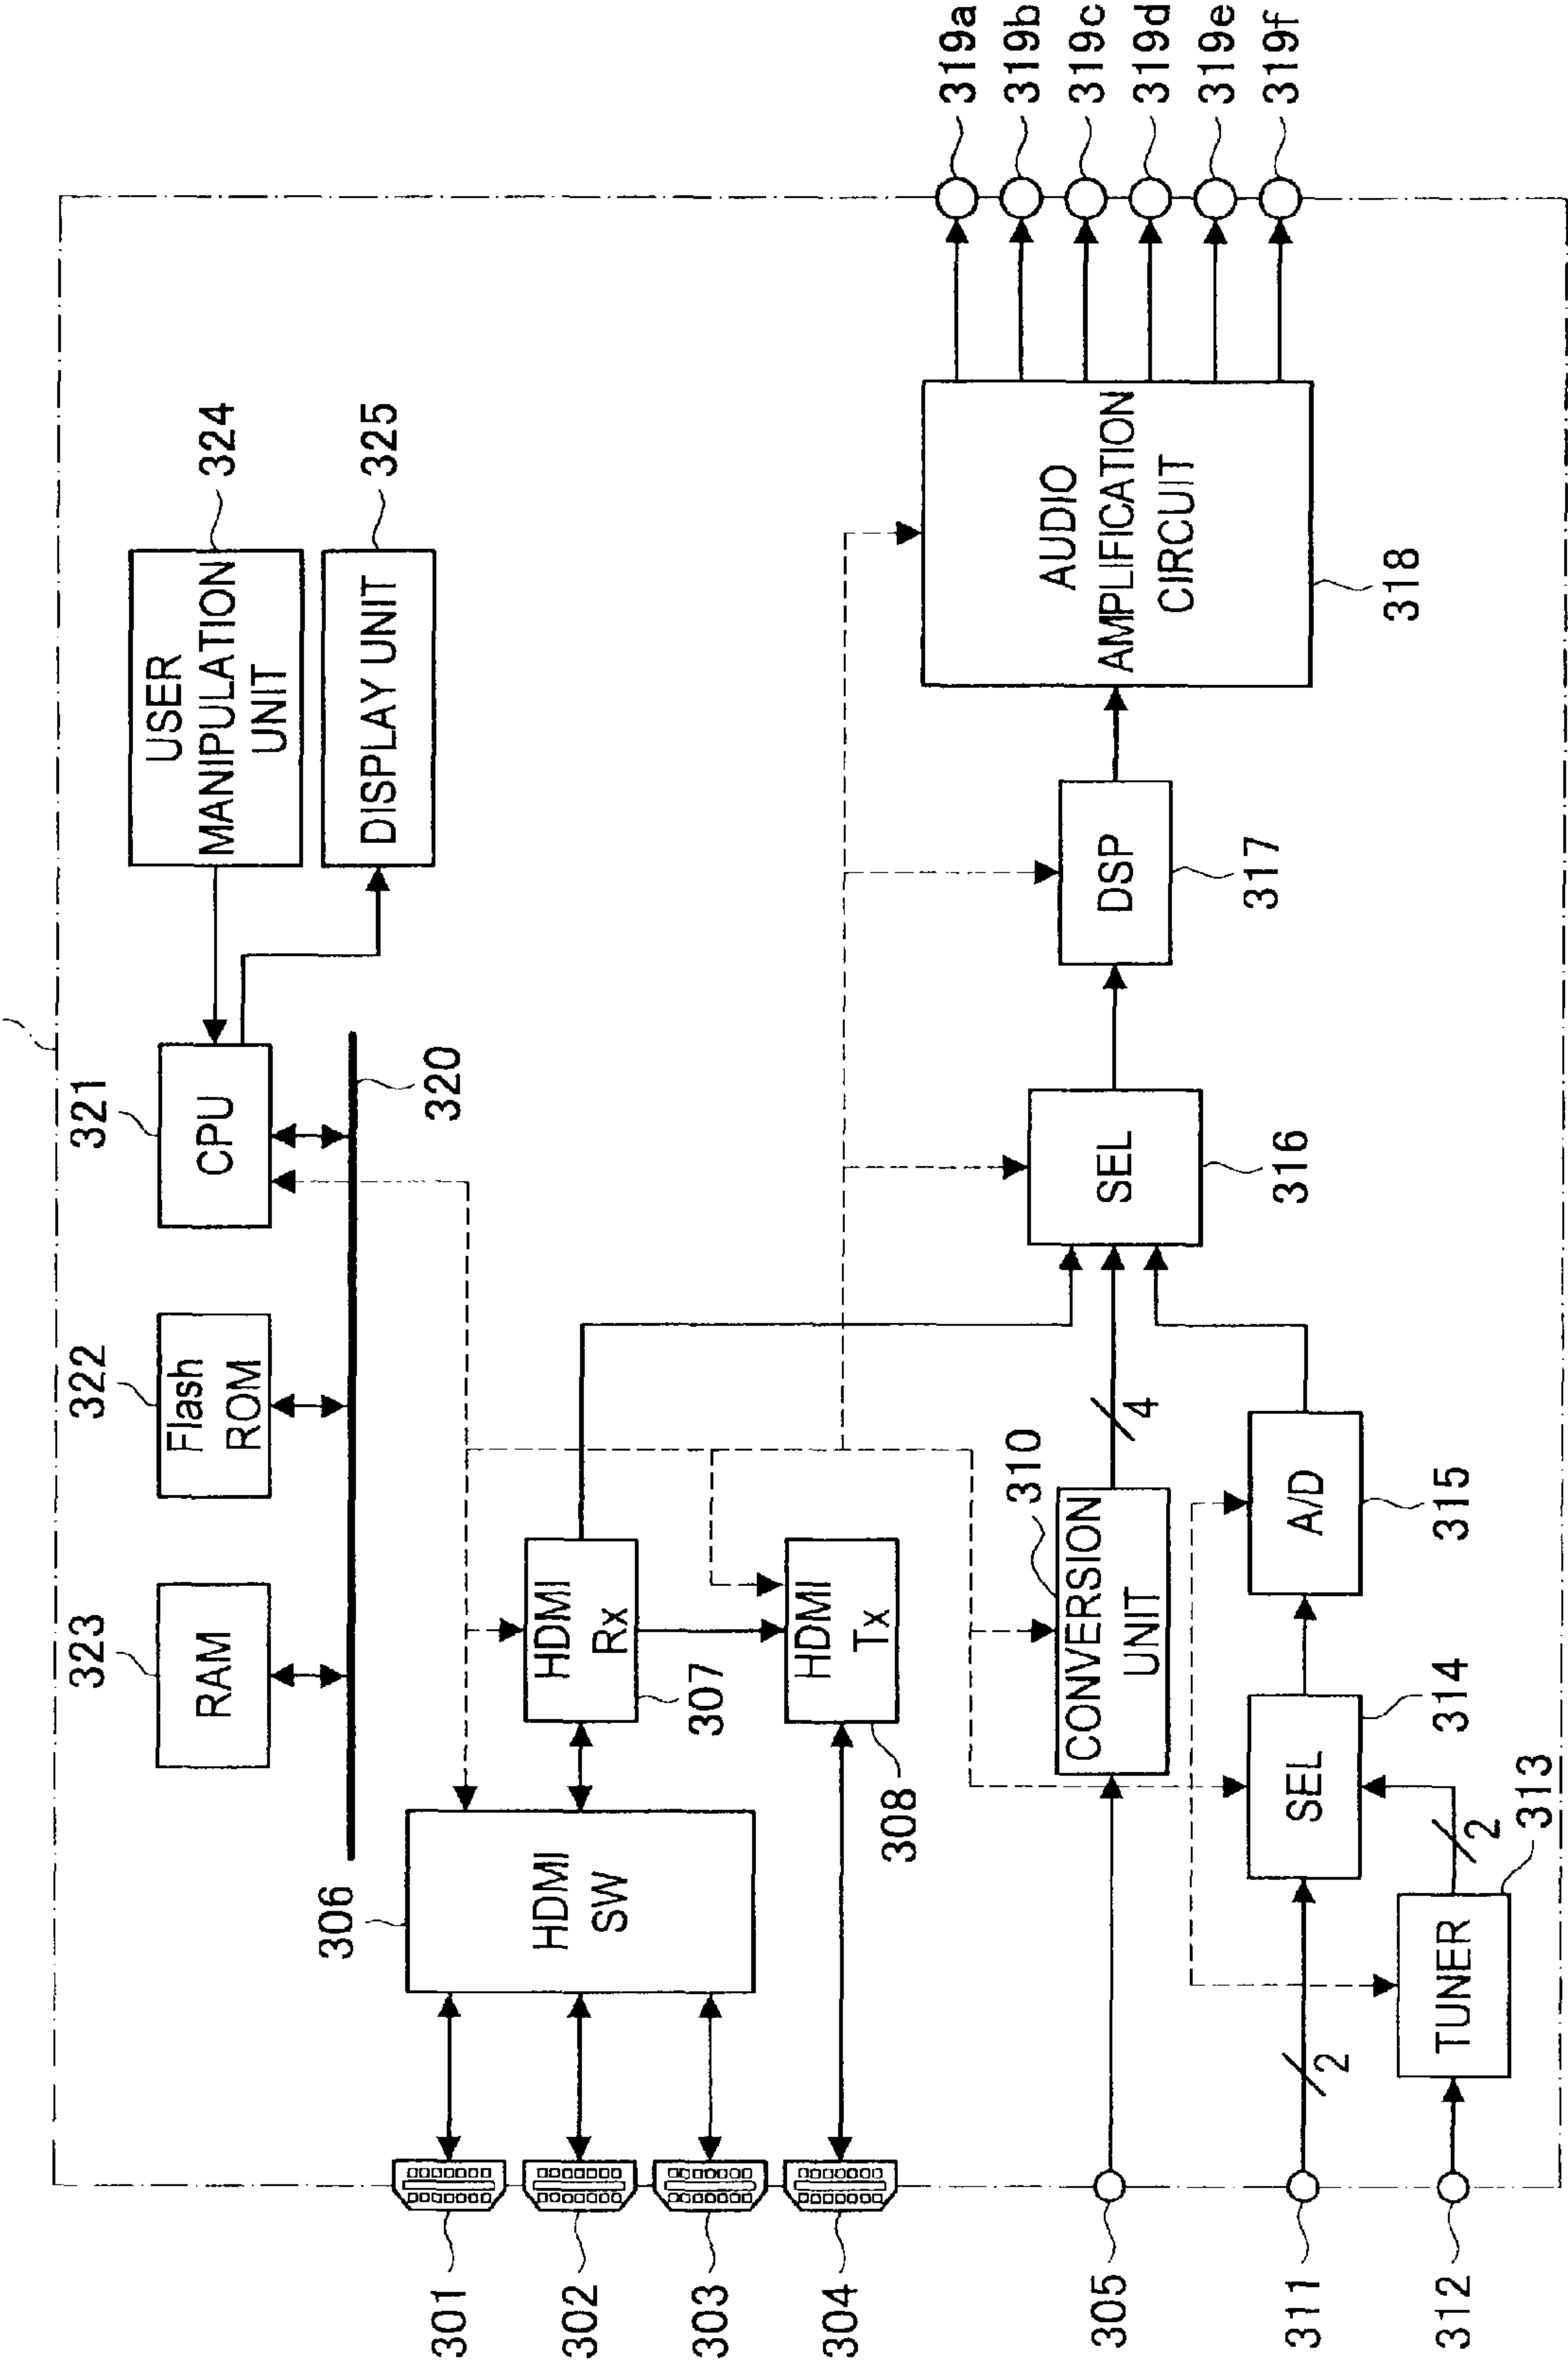 323
322
321
RAM
Flash
ROM
CPU
USER
MANIPULATION
UNIT
324
DISPLAY UNIT
325
320
306
HDMI
SW
HDMI
Rx
307
HDMI
Tx
308
301
302
303
304
305
311
312
CONVERSION
UNIT
310
4
2
TUNER
313
2
SEL
314
A/D
315
SEL
316
DSP
317
AUDIO
AMPLIFICATION
CIRCUIT
318
319a
319b
319c
319d
319e
319f